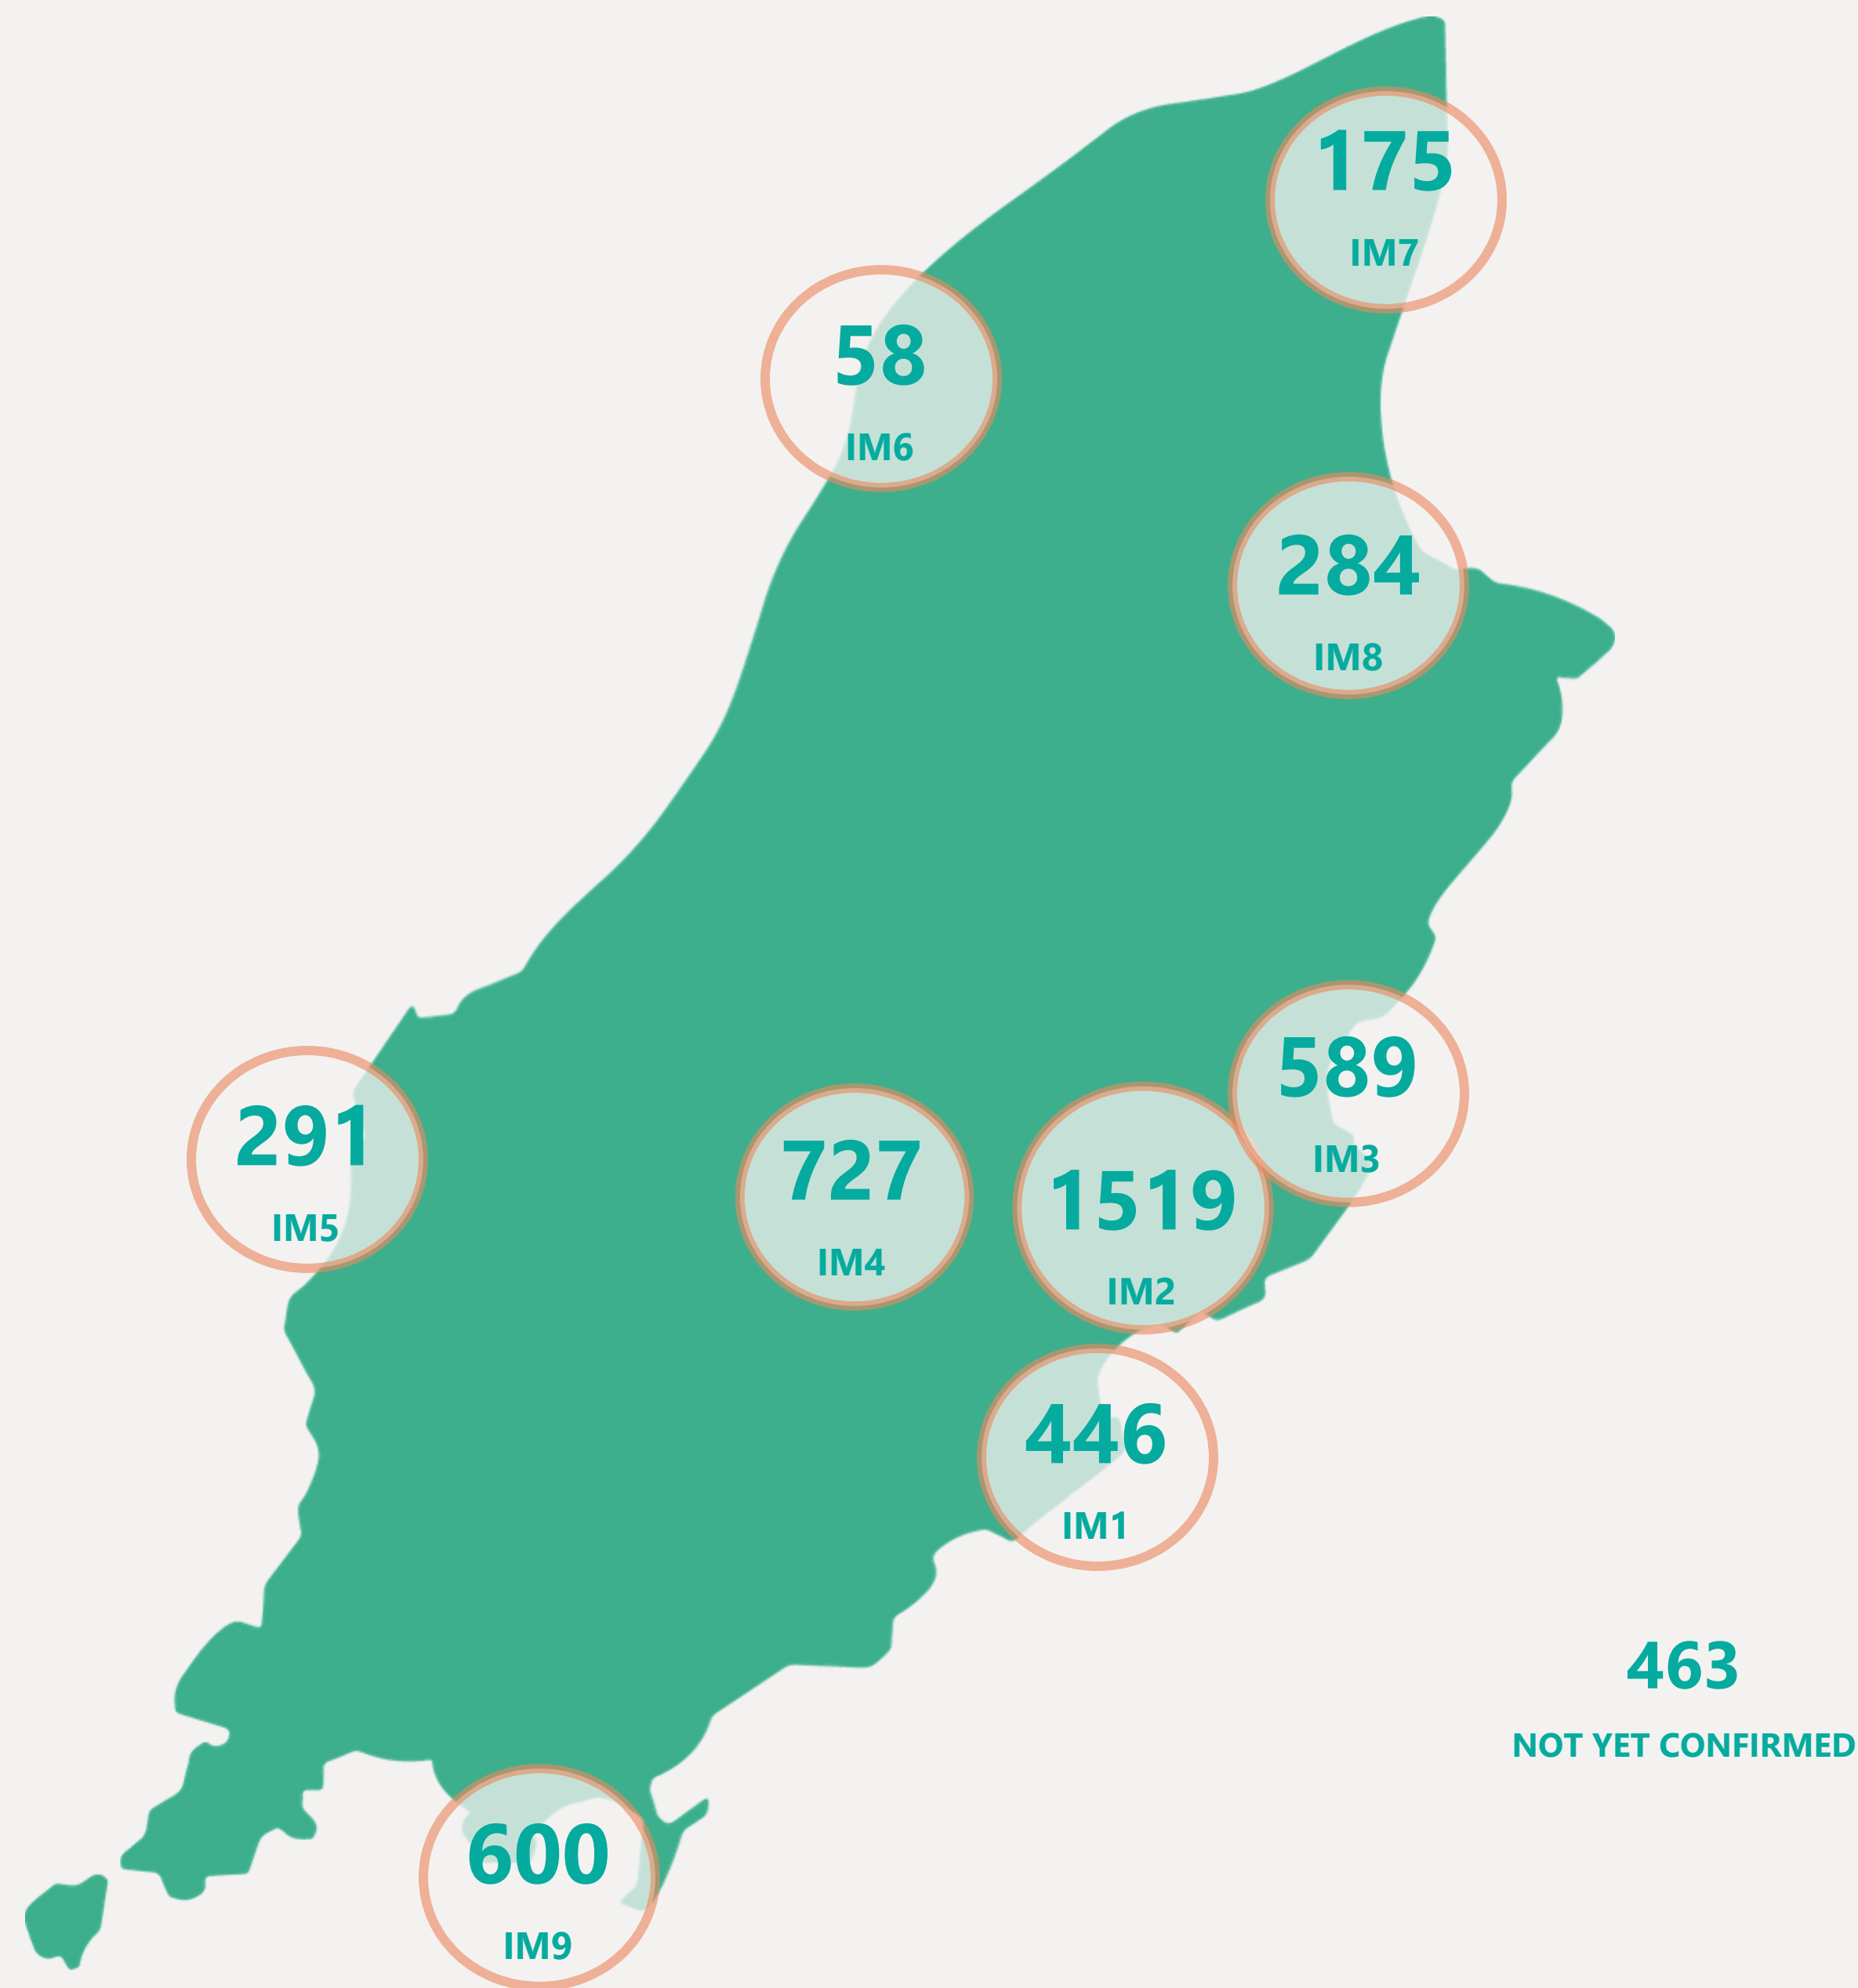 175
IM7
58
IM6
284
IM8
589
IM3
291
IM5
727
IM4
1519
IM2
446
IM1
463
NOT YET CONFIRMED
600
IM9